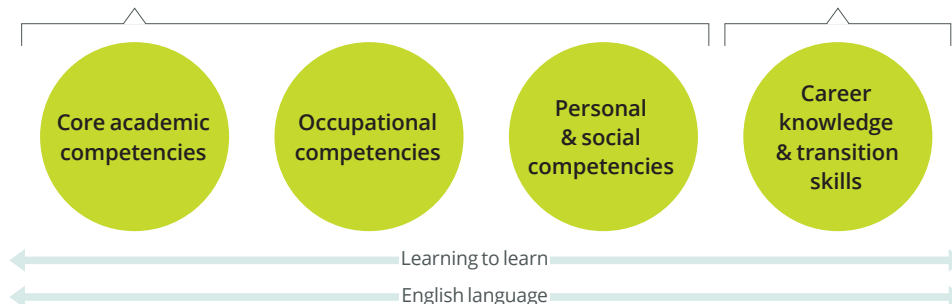 Core academic
competencies
Occupational
competencies
Personal
& social
competencies
Career
knowledge
& transition
skills
Learning to learn
English language